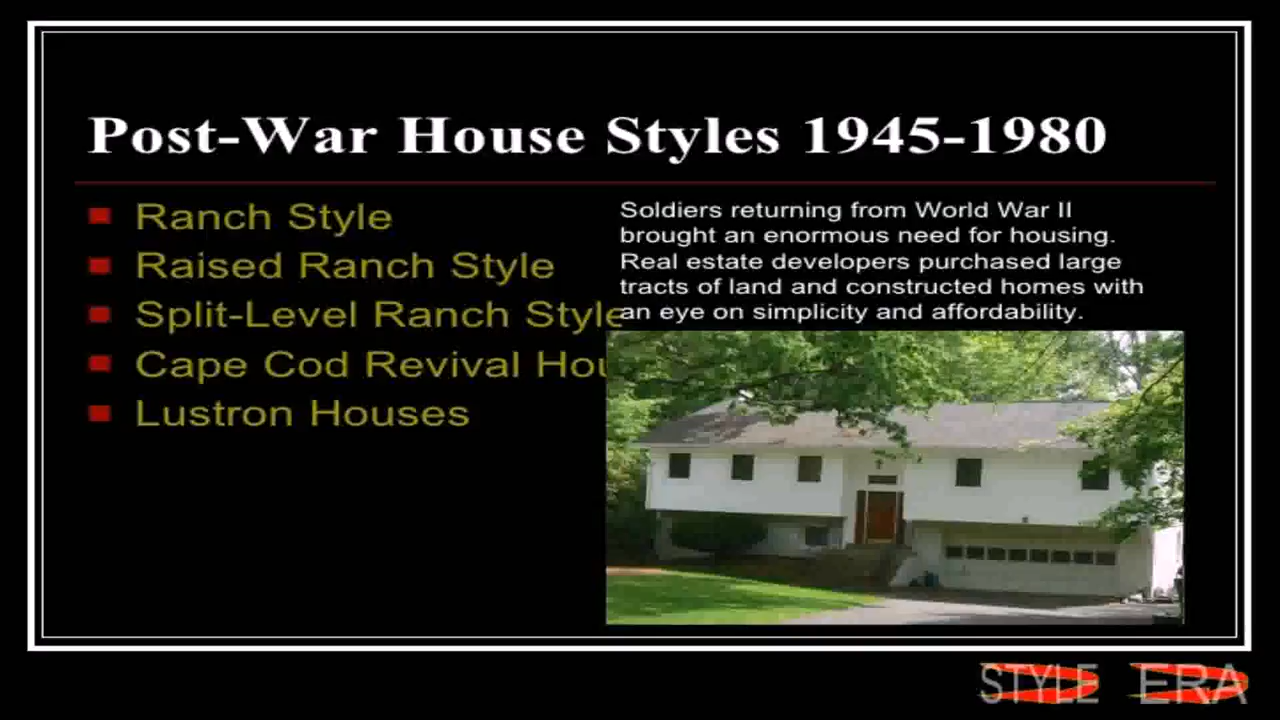 Post-War House Styles 1945-1980
Ranch Style
Raised Ranch Style
Split-Level Ranch Style
Cape Cod Revival Hou
Lustron Houses
Soldiers returning from World War II
brought an enormous need for housing.
Real estate developers purchased large
tracts of land and constructed homes with
an eye on simplicity and affordability.
STYLE ERA